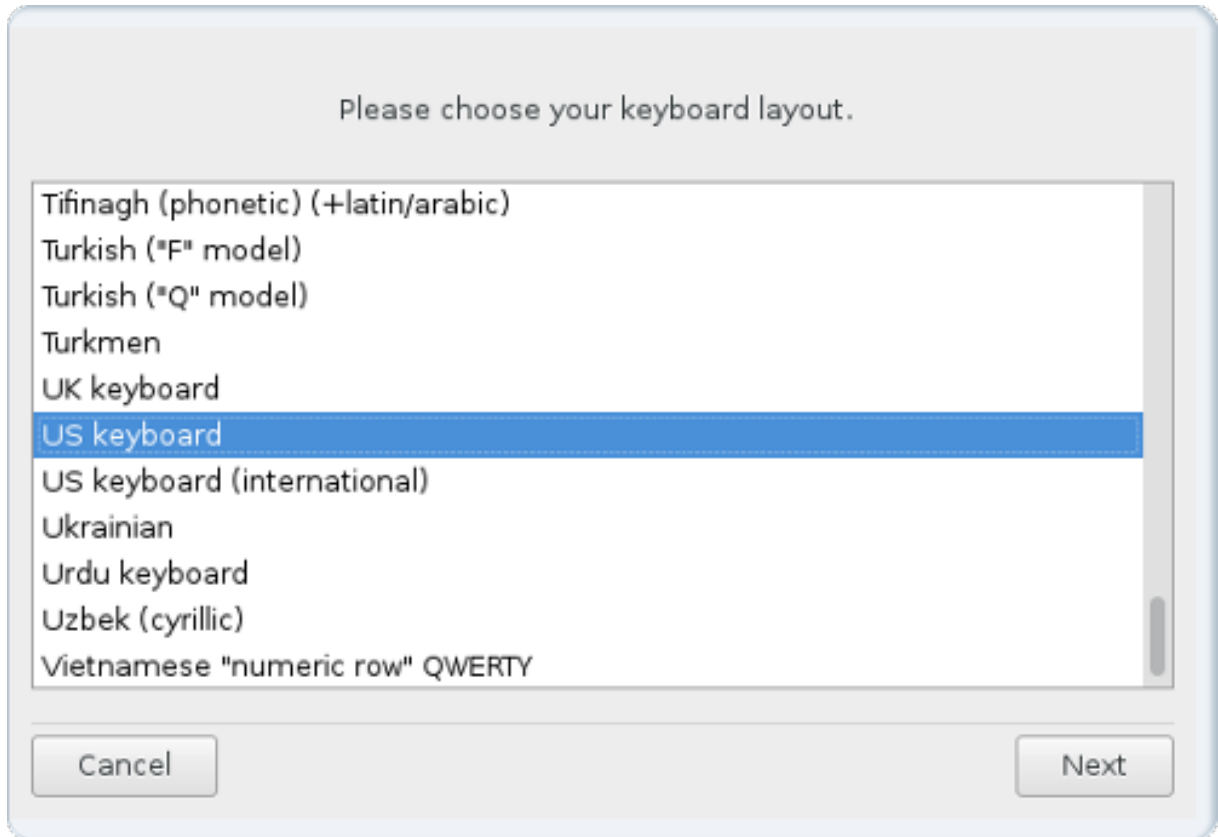 Please choose your keyboard layout.
Tifinagh (phonetic) (+latin/arabic)
Turkish ("F" model)
Turkish ("Q" model)
Turkmen
UK keyboard
US keyboard
US keyboard (international)
Ukrainian
Urdu keyboard
Uzbek (cyrillic)
Vietnamese "numeric row" QWERTY
Cancel
Next